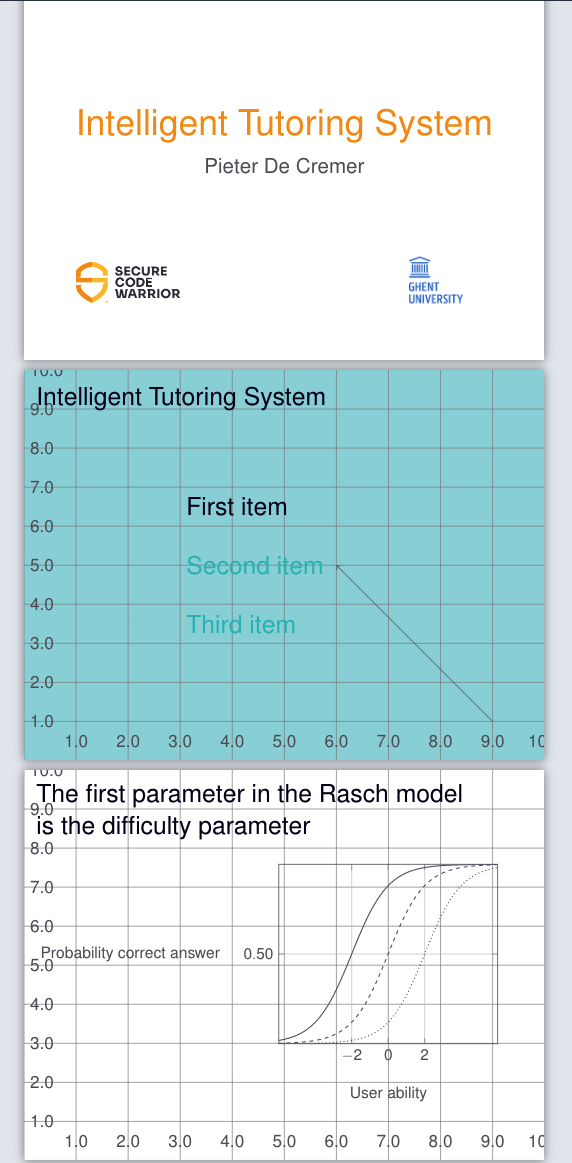 Intelligent Tutoring System
Pieter De Cremer
SECURE
CODE
WARRIOR
GHENT
UNIVERSITY
10.0
Intelligent Tutoring System
9.0
8.0
7.0
First item
6.0
5.0
Second item
4.0
Third item
3.0
2.0
1.0
1.0 2.0 3.0 4.0 5.0 6.0 7.0 8.0 9.0 10
10.0
The first parameter in the Rasch model
9.0
is the difficulty parameter
8.0
7.0
6.0
Probability correct answer 0.50
5.0
4.0
3.0
−2 0 2
2.0
User ability
1.0
1.0 2.0 3.0 4.0 5.0 6.0 7.0 8.0 9.0 10